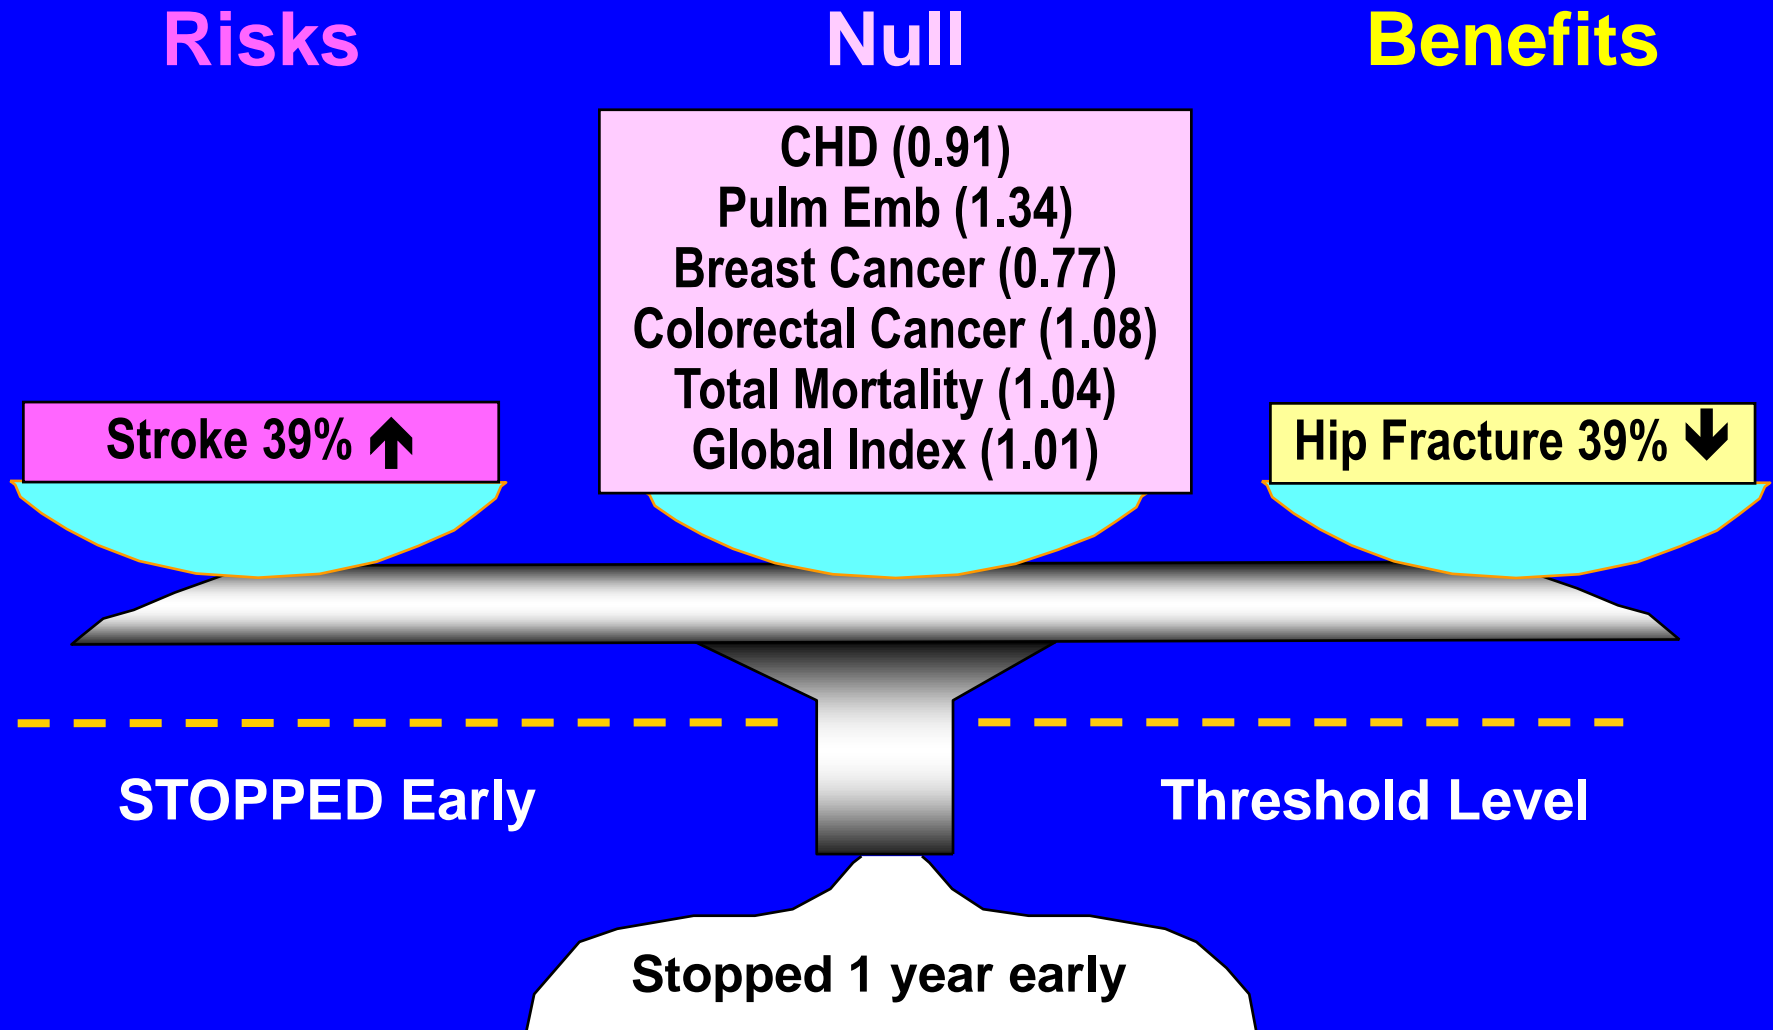 Risks
Null
Benefits
CHD (0.91)
Pulm Emb (1.34)
Breast Cancer (0.77)
Colorectal Cancer (1.08)
Total Mortality (1.04)
Global Index (1.01)
Stroke 39% ↑
Hip Fracture 39% ↓
STOPPED Early
Threshold Level
Stopped 1 year early